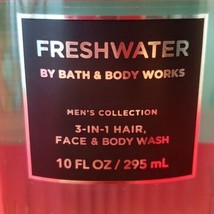 FRESHWATER
BY BATH & BODY WORKS
MEN'S COLLECTION
3-IN-1 HAIR,
FACE & BODY WASH
10 FL OZ / 295 mL